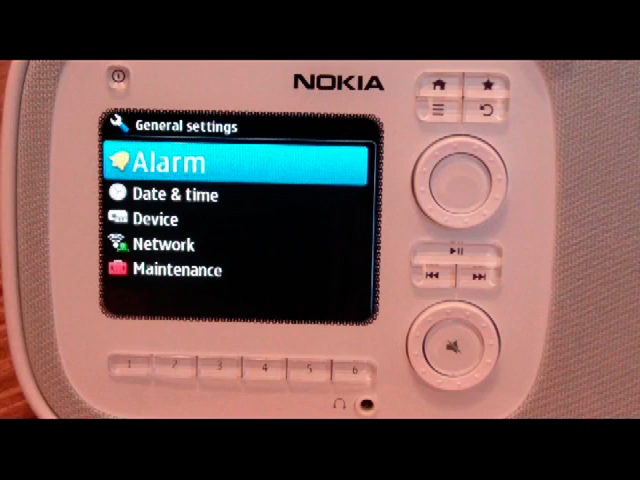 NOKIA
General settings
Alarm
Date & time
Device
Network
Maintenance
1 2 3 4 5 6